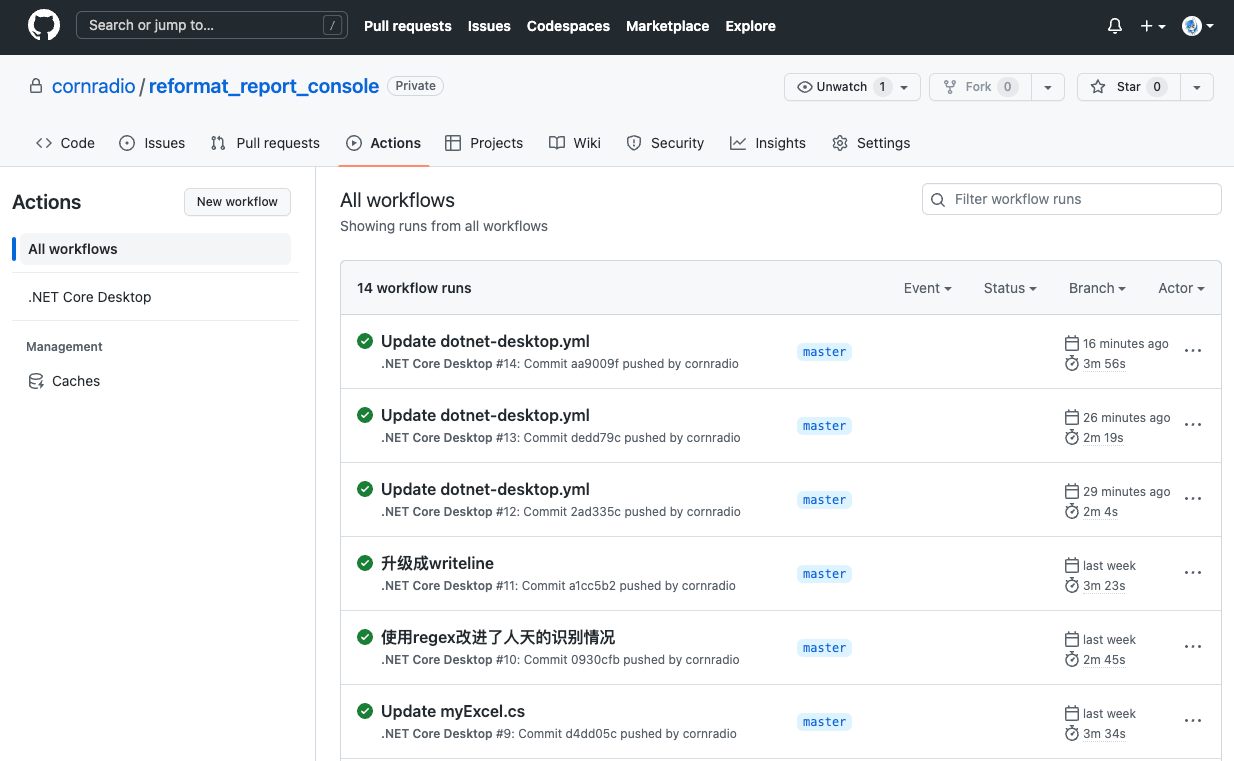 Search or jump to... /
Pull requests Issues Codespaces Marketplace Explore
cornradio / reformat_report_console Private
Unwatch 1 Fork 0 Star 0
Code Issues Pull requests Actions Projects Wiki Security Insights Settings
Actions
New workflow
All workflows
.NET Core Desktop
Management
Caches
All workflows
Showing runs from all workflows
Filter workflow runs
14 workflow runs Event Status Branch Actor
Update dotnet-desktop.yml
.NET Core Desktop #14: Commit aa9009f pushed by cornradio
master
16 minutes ago
3m 56s
Update dotnet-desktop.yml
.NET Core Desktop #13: Commit dedd79c pushed by cornradio
master
26 minutes ago
2m 19s
Update dotnet-desktop.yml
.NET Core Desktop #12: Commit 2ad335c pushed by cornradio
master
29 minutes ago
2m 4s
升级成writeline
.NET Core Desktop #11: Commit a1cc5b2 pushed by cornradio
master
last week
3m 23s
使用regex改进了人天的识别情况
.NET Core Desktop #10: Commit 0930cfb pushed by cornradio
master
last week
2m 45s
Update myExcel.cs
.NET Core Desktop #9: Commit d4dd05c pushed by cornradio
master
last week
3m 34s